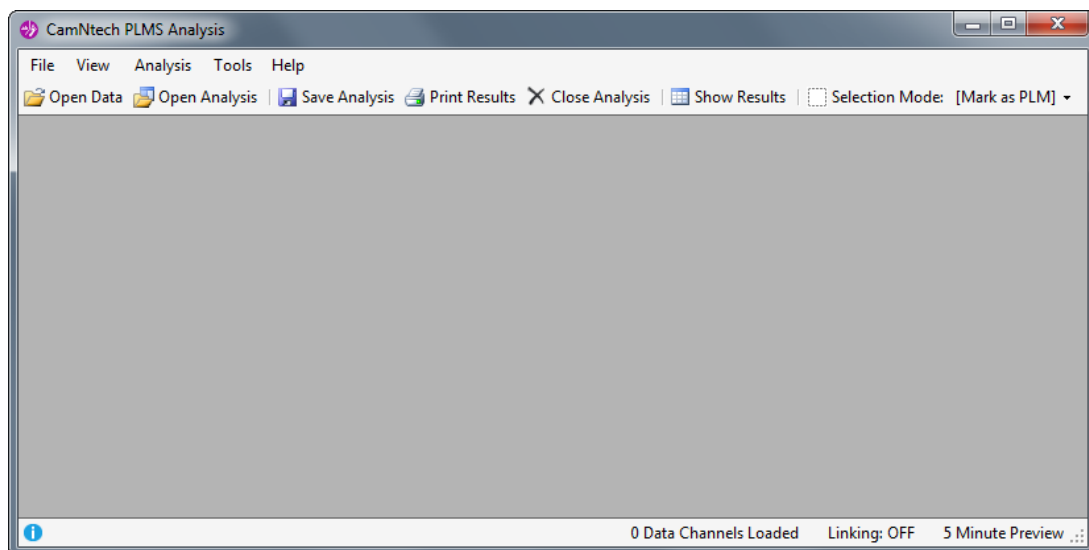 CamNtech PLMS Analysis
File View Analysis Tools Help
Open Data Open Analysis Save Analysis Print Results Close Analysis Show Results Selection Mode: [Mark as PLM]
0 Data Channels Loaded Linking: OFF 5 Minute Preview